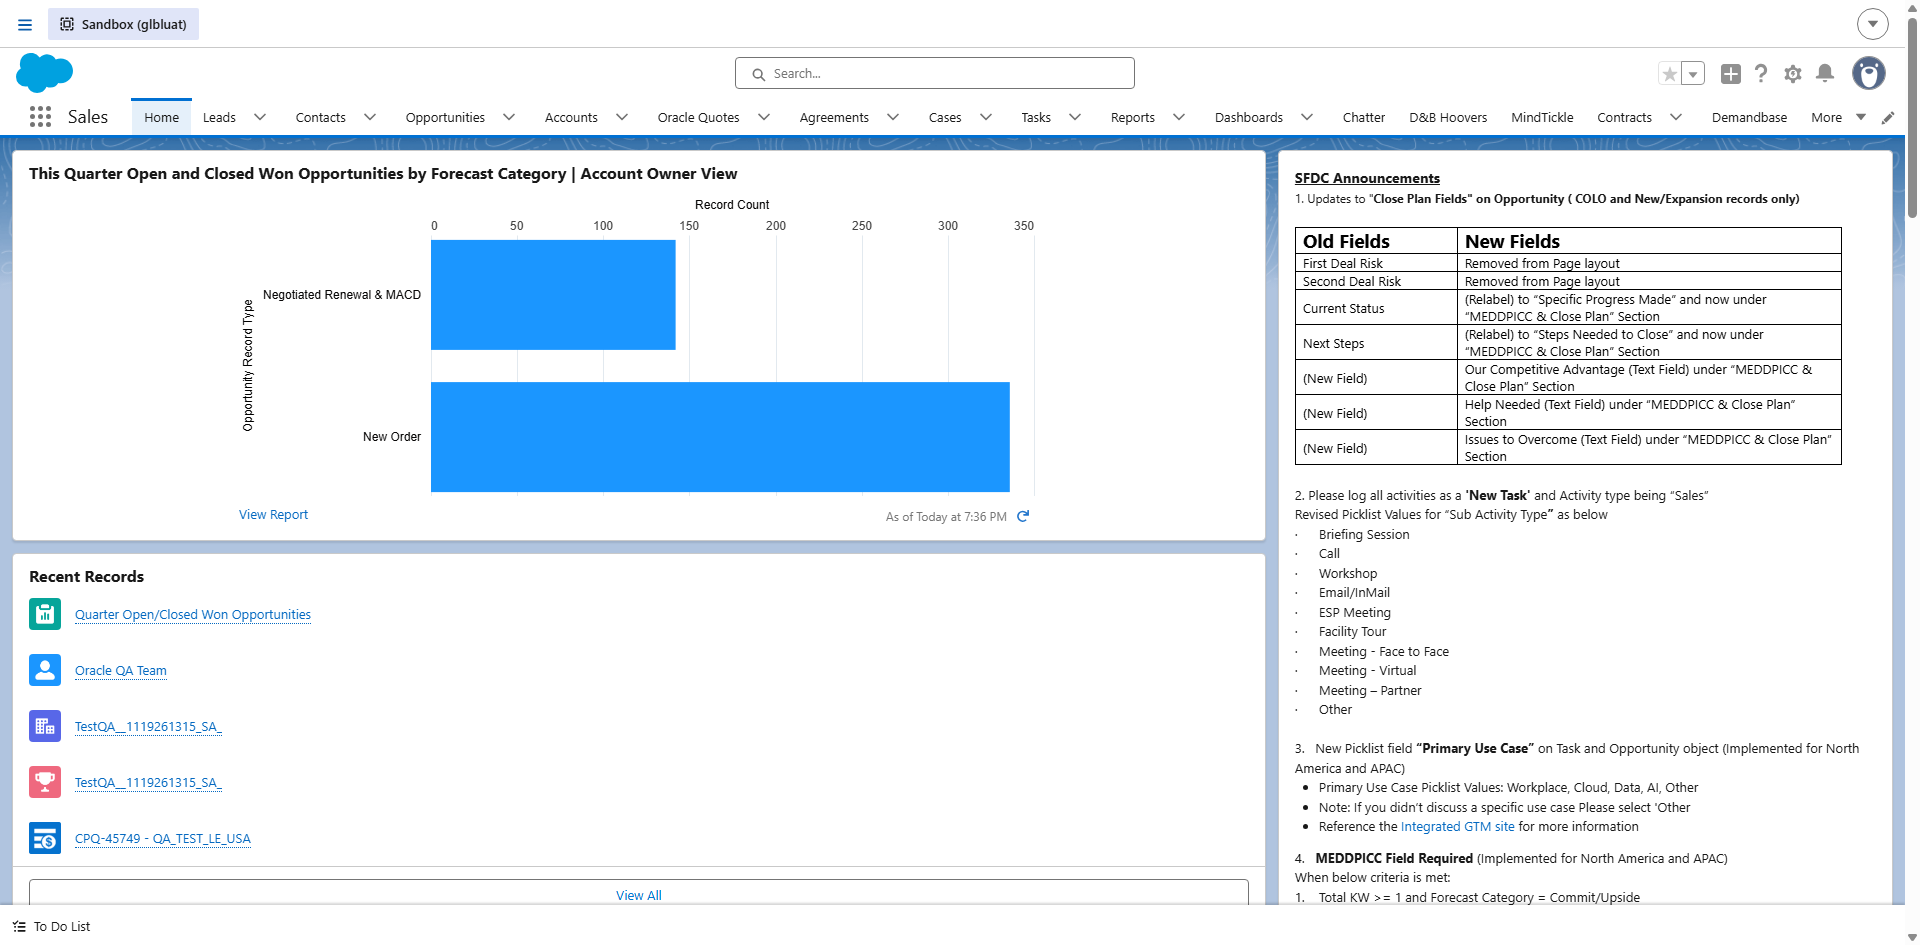 Sandbox (glbluat)
Search...
Sales
Home
Leads
Contacts
Opportunities
Accounts
Oracle Quotes
Agreements
Cases
Tasks
Reports
Dashboards
Chatter
D&B Hoovers
MindTickle
Contracts
Demandbase
More
This Quarter Open and Closed Won Opportunities by Forecast Category | Account Owner View
Record Count
0 50 100 150 200 250 300 350
Opportunity Record Type
Negotiated Renewal & MACD
New Order
View Report
As of Today at 7:36 PM
Recent Records
Quarter Open/Closed Won Opportunities
Oracle QA Team
TestQA__1119261315_SA_
TestQA__1119261315_SA_
CPQ-45749 - QA_TEST_LE_USA
View All
SFDC Announcements
1. Updates to "Close Plan Fields" on Opportunity ( COLO and New/Expansion records only)
Old Fields New Fields
First Deal Risk Removed from Page layout
Second Deal Risk Removed from Page layout
Current Status (Relabel) to “Specific Progress Made” and now under
“MEDDPICC & Close Plan” Section
Next Steps (Relabel) to “Steps Needed to Close” and now under
“MEDDPICC & Close Plan” Section
(New Field) Our Competitive Advantage (Text Field) under “MEDDPICC &
Close Plan” Section
(New Field) Help Needed (Text Field) under “MEDDPICC & Close Plan”
Section
(New Field) Issues to Overcome (Text Field) under “MEDDPICC & Close Plan”
Section
2. Please log all activities as a 'New Task' and Activity type being “Sales”
Revised Picklist Values for “Sub Activity Type” as below
· Briefing Session
· Call
· Workshop
· Email/InMail
· ESP Meeting
· Facility Tour
· Meeting - Face to Face
· Meeting - Virtual
· Meeting – Partner
· Other
3. New Picklist field “Primary Use Case” on Task and Opportunity object (Implemented for North
America and APAC)
• Primary Use Case Picklist Values: Workplace, Cloud, Data, AI, Other
• Note: If you didn't discuss a specific use case Please select 'Other
• Reference the Integrated GTM site for more information
4. MEDDPICC Field Required (Implemented for North America and APAC)
When below criteria is met:
1. Total KW >= 1 and Forecast Category = Commit/Upside
To Do List